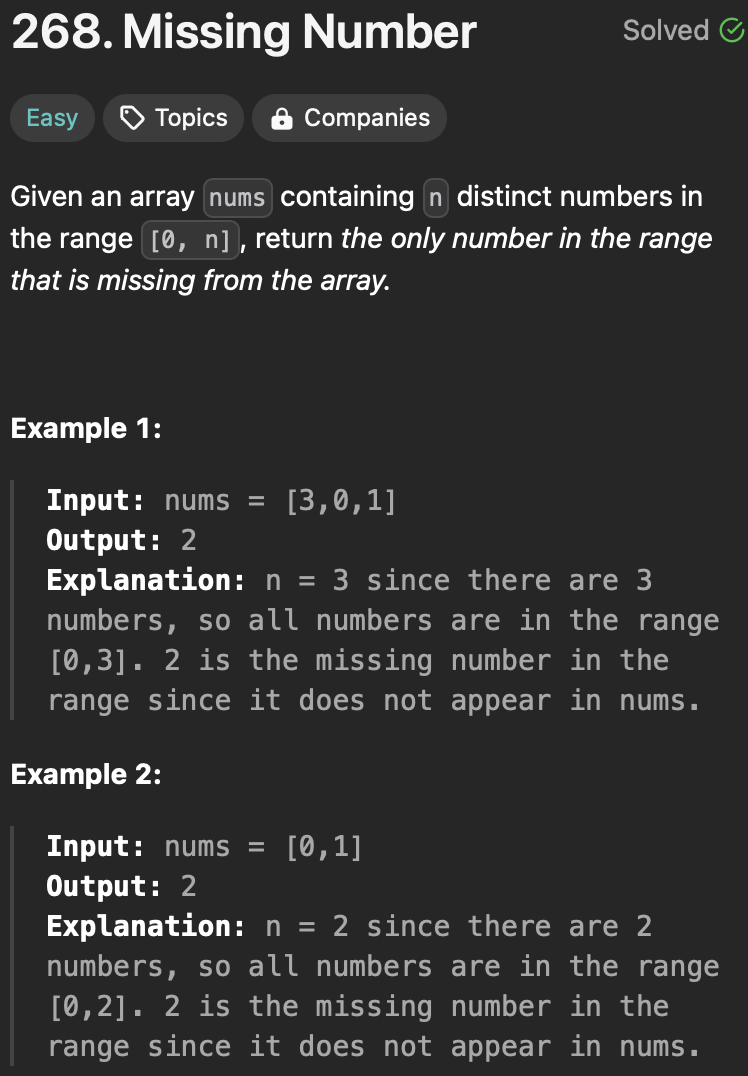 268. Missing Number
Solved
Easy
Topics
Companies
Given an array nums containing n distinct numbers in
the range [0, n], return the only number in the range
that is missing from the array.
Example 1:
Input: nums = [3,0,1]
Output: 2
Explanation: n = 3 since there are 3
numbers, so all numbers are in the range
[0,3]. 2 is the missing number in the
range since it does not appear in nums.
Example 2:
Input: nums = [0,1]
Output: 2
Explanation: n = 2 since there are 2
numbers, so all numbers are in the range
[0,2]. 2 is the missing number in the
range since it does not appear in nums.